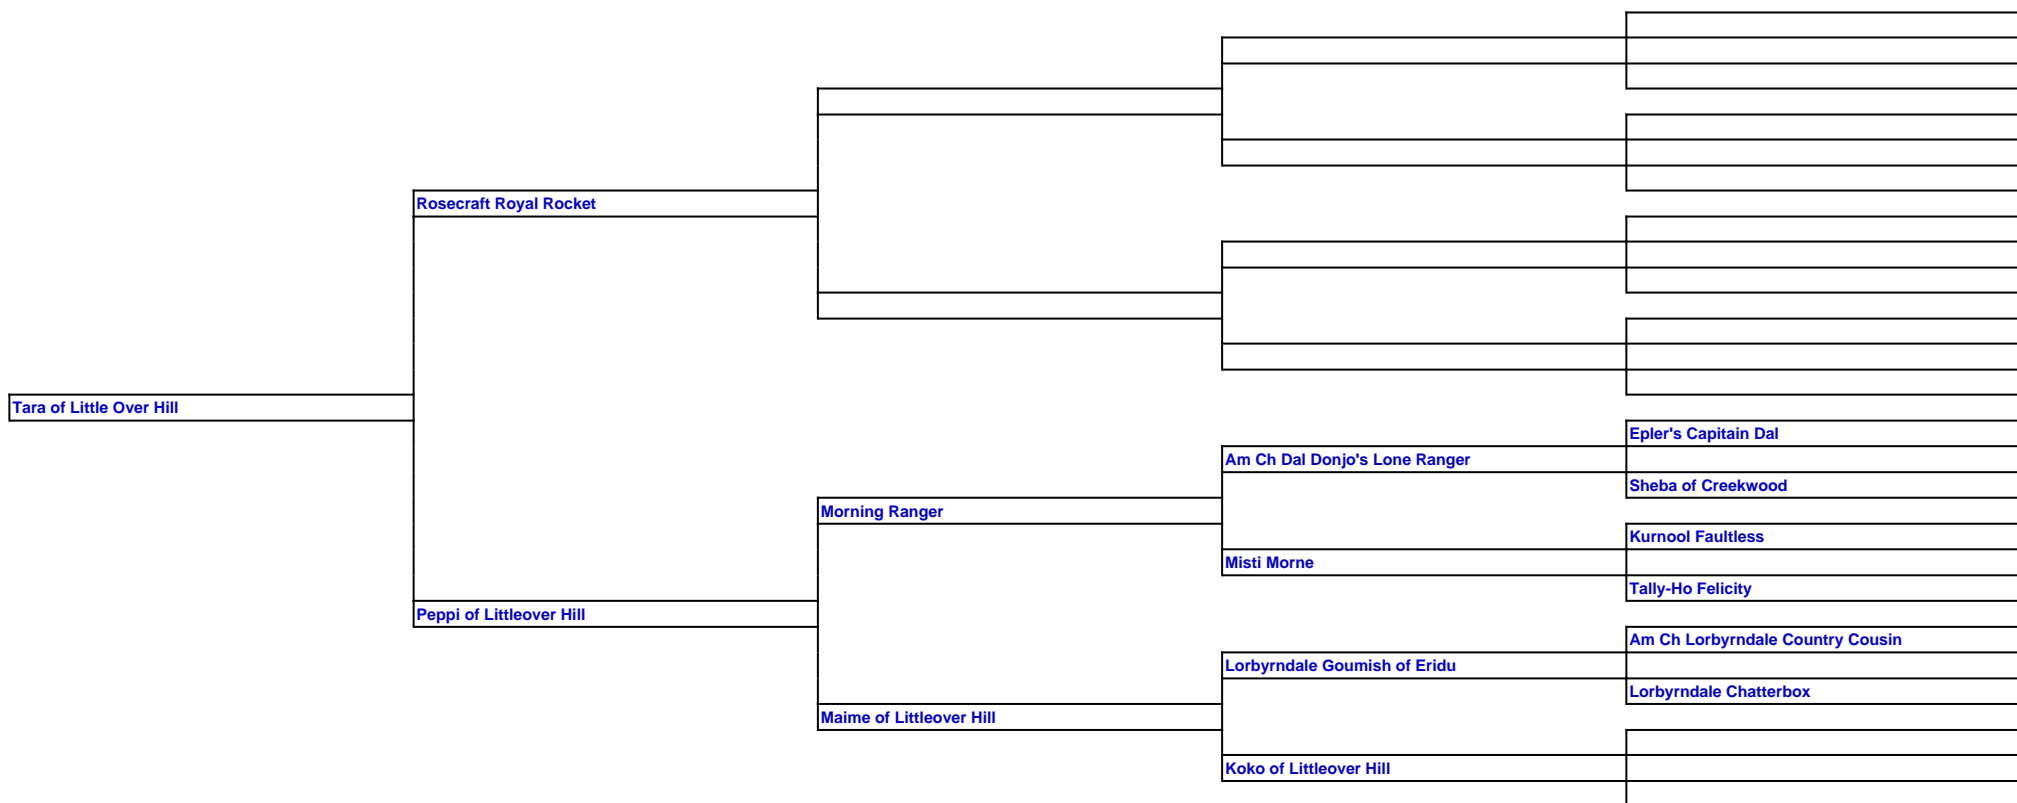 Rosecraft Royal Rocket
Tara of Little Over Hill
Epler's Capitain Dal
Am Ch Dal Donjo's Lone Ranger
Sheba of Creekwood
Morning Ranger
Kurnool Faultless
Misti Morne
Tally-Ho Felicity
Peppi of Littleover Hill
Am Ch Lorbyrndale Country Cousin
Lorbyrndale Goumish of Eridu
Lorbyrndale Chatterbox
Maime of Littleover Hill
Koko of Littleover Hill